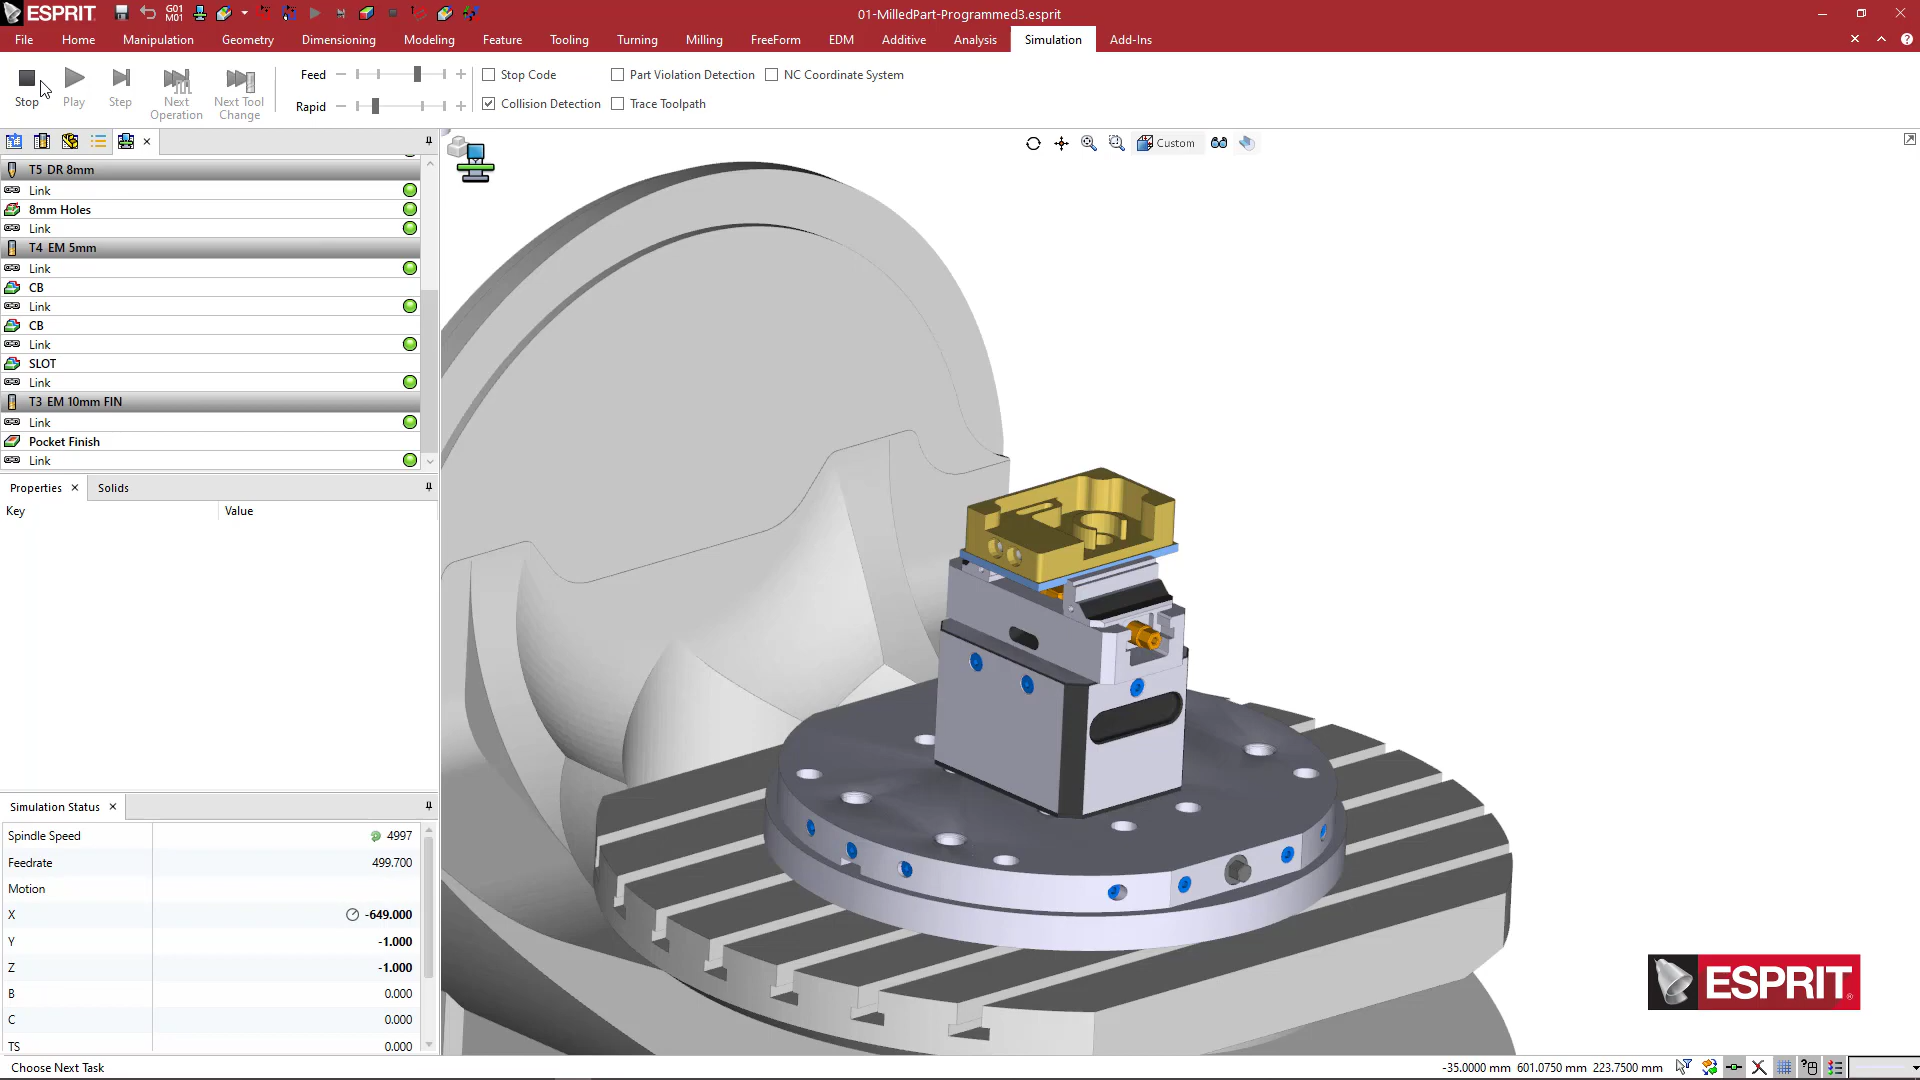 ESPRIT
G01
M01
01-MilledPart-Programmed3.esprit
File Home Manipulation Geometry Dimensioning Modeling Feature Tooling Turning Milling FreeForm EDM Additive Analysis Simulation Add-Ins
Stop
Play
Step
Next
Operation
Next Tool
Change
Feed
Rapid
Stop Code
Part Violation Detection
NC Coordinate System
Collision Detection
Trace Toolpath
Custom
T5 DR 8mm
Link
8mm Holes
Link
T4 EM 5mm
Link
CB
Link
CB
Link
SLOT
Link
T3 EM 10mm FIN
Link
Pocket Finish
Link
Properties Solids
Key Value
Simulation Status
Spindle Speed 4997
Feedrate 499.700
Motion
X -649.000
Y -1.000
Z -1.000
B 0.000
C 0.000
TS 0.000
ESPRIT
Choose Next Task
-35.0000 mm 601.0750 mm 223.7500 mm